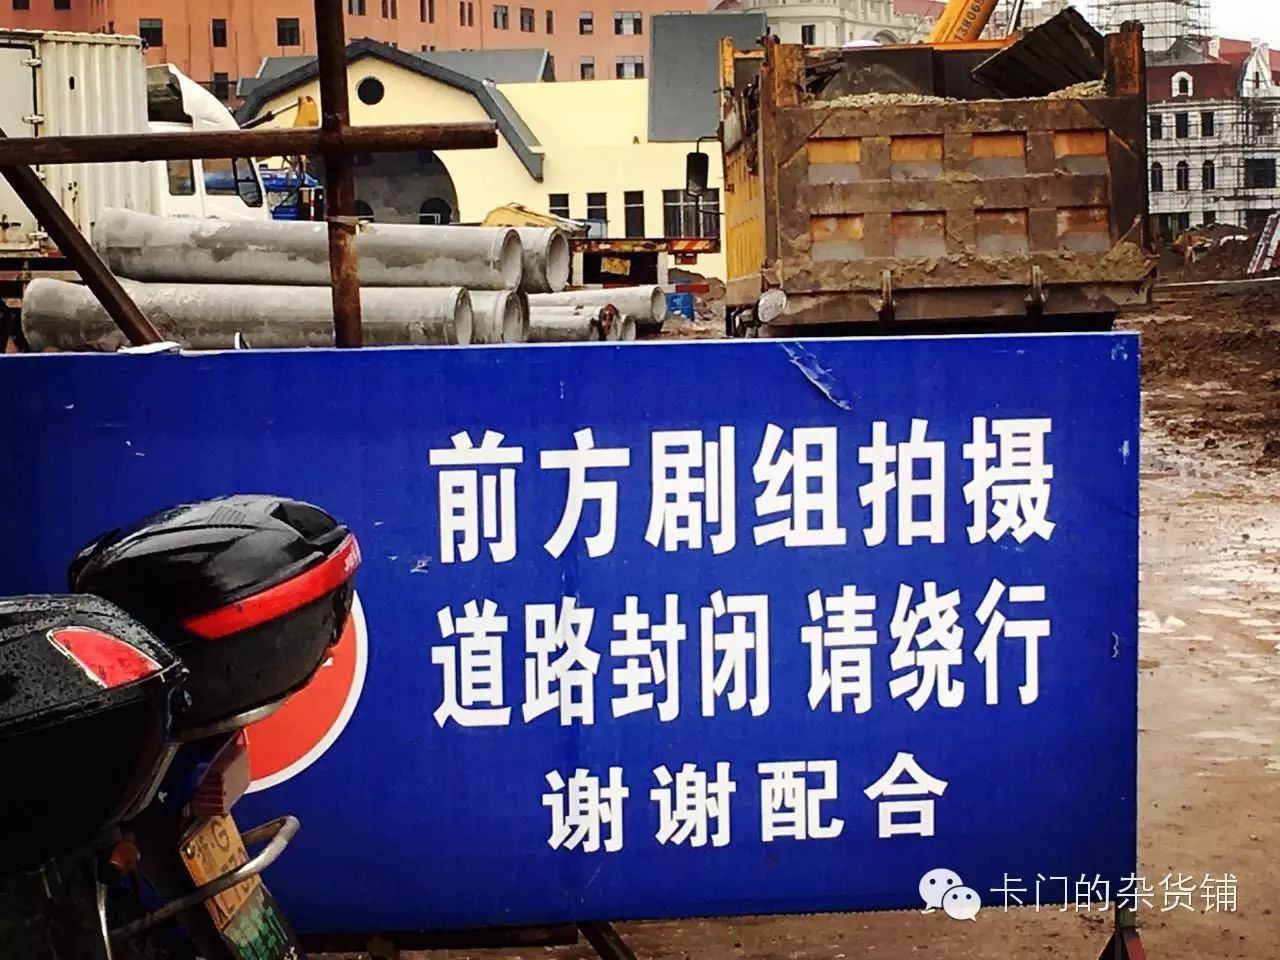 前方剧组拍摄
道路封闭 请绕行
谢谢配合
卡门的杂货铺